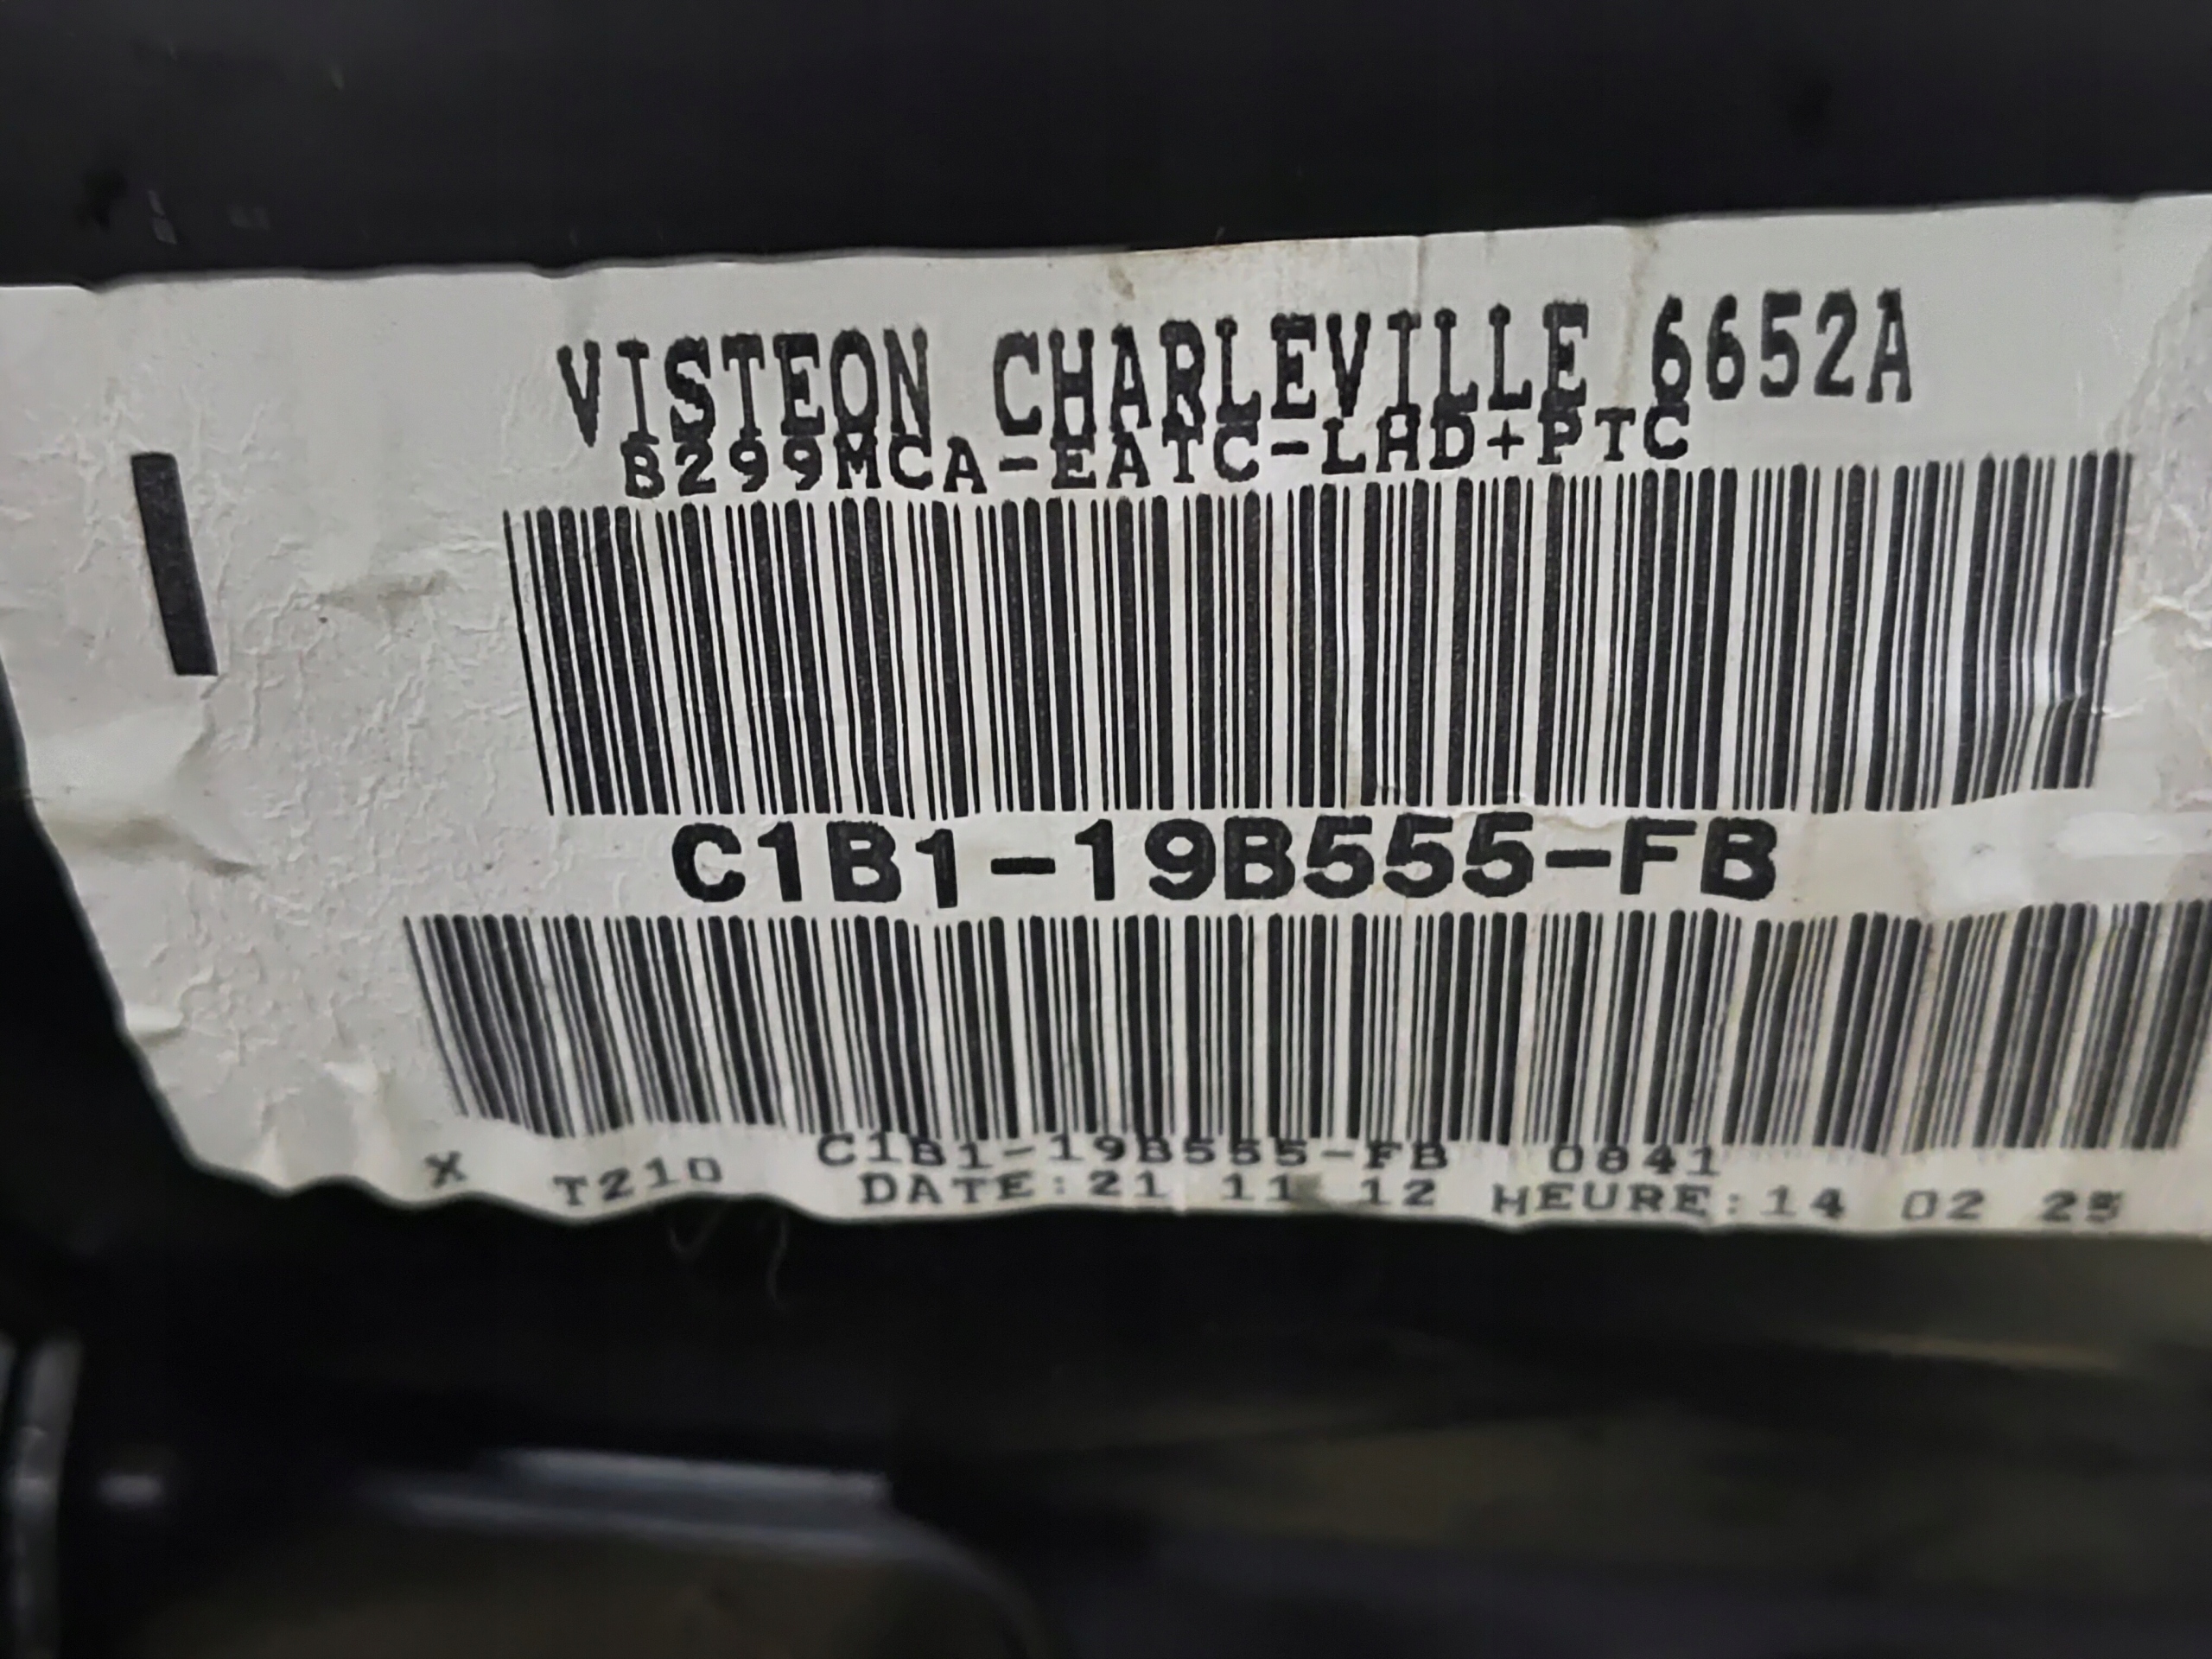 VISTEON CHARLEVILLE 6652A
B299MCA-EATC-LHD+PTC
C1B1-19B555-FB
X T210 C1B1-19B555-FB 0841
DATE:21 11 12 HEURE:14 02 25